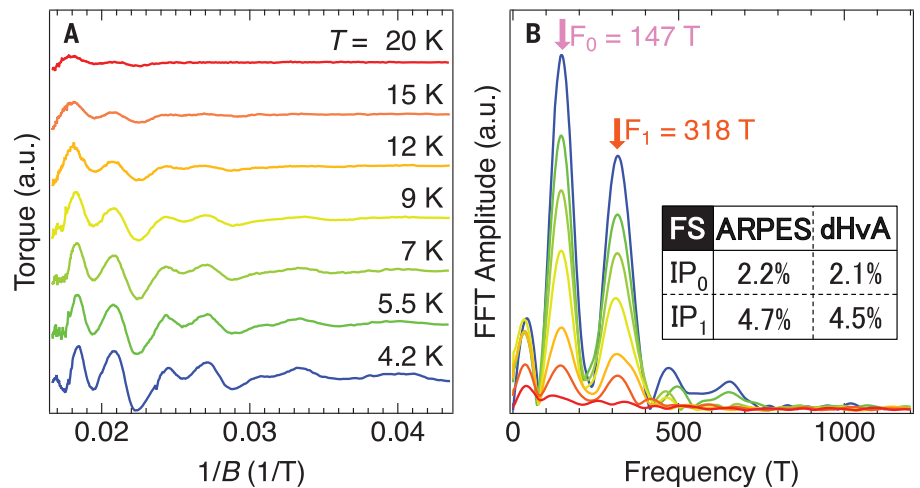 A
T = 20 K
15 K
12 K
9 K
7 K
5.5 K
4.2 K
Torque (a.u.)
0.02 0.03 0.04
1/B (1/T)
B
F₀ = 147 T
F₁ = 318 T
FS ARPES dHvA
IP₀ 2.2% 2.1%
IP₁ 4.7% 4.5%
FFT Amplitude (a.u.)
0 500 1000
Frequency (T)